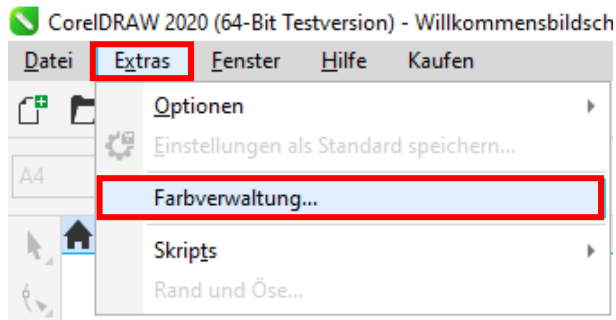 CorelDRAW 2020 (64-Bit Testversion) - Willkommensbildsch
Datei Extras Fenster Hilfe Kaufen
Optionen
Einstellungen als Standard speichern...
A4
Farbverwaltung...
Skripts
Rand und Öse...